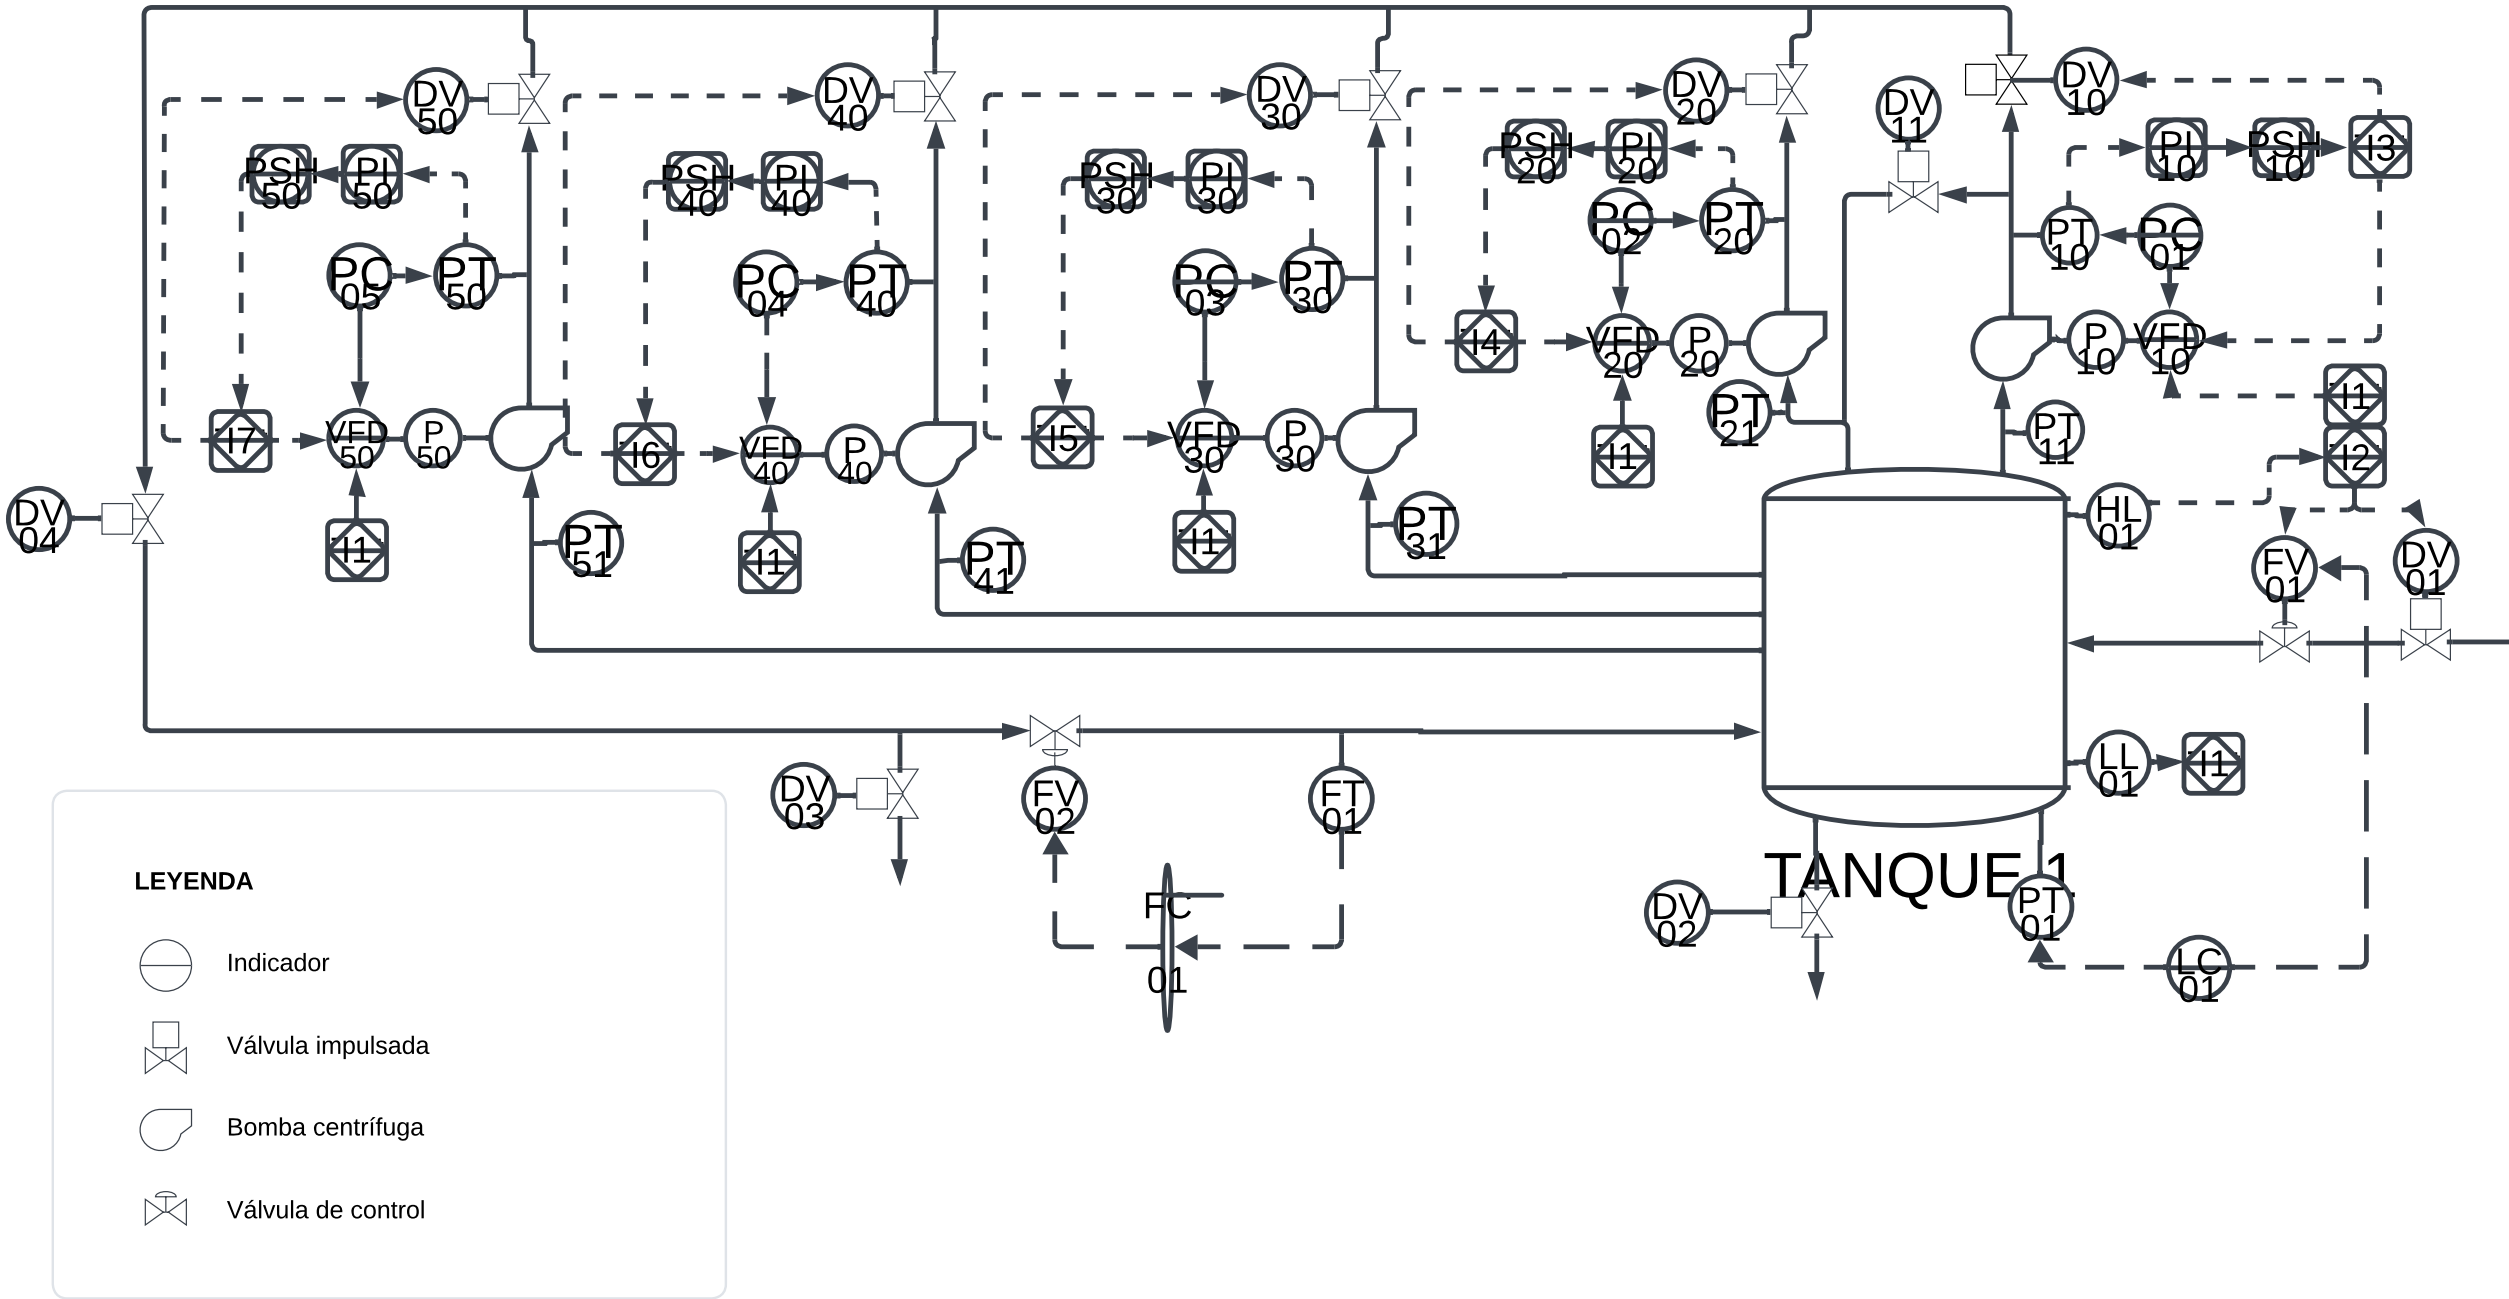 DV
50
DV
40
DV
30
DV
20
DV
11
DV
10
PSH
50
PI
50
PSH
40
PI
40
PSH
30
PI
30
PSH
20
PI
20
PI
10
PSH
10
I3
PC
05
PT
50
PC
04
PT
40
PC
03
PT
30
PC
02
PT
20
PT
10
PC
01
I7
VFD
50
P
50
I6
VFD
40
P
40
I5
VFD
30
P
30
I4
VFD
20
P
20
P
10
VFD
10
PT
21
I1
PT
11
I1
I2
DV
04
I1
PT
51
I1
PT
41
I1
PT
31
HL
01
FV
01
DV
01
DV
03
FV
02
FT
01
LL
01
I1
TANQUE 1
FC
01
DV
02
PT
01
LC
01
LEYENDA
Indicador
Válvula impulsada
Bomba centrífuga
Válvula de control